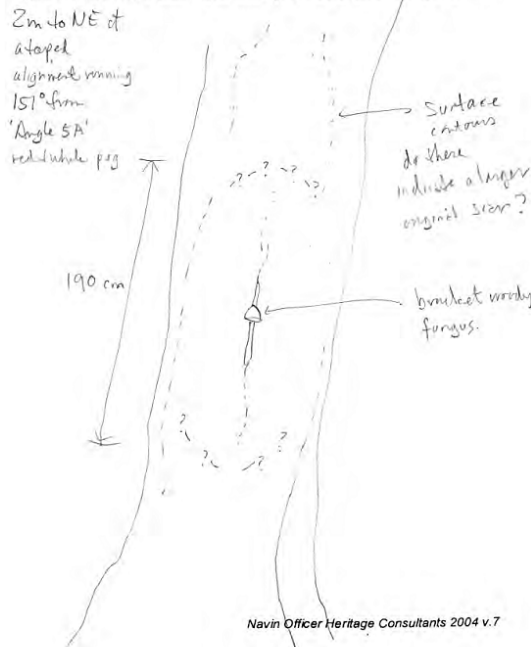 2m to NE of
a taped
alignment running
151° from
'Angle 5A'
red & white peg
190 cm
Surface
contours
do these
indicate a larger
original scar?
bracket woody
fungus.
? ? ? ?
? ? ? ?
Navin Officer Heritage Consultants 2004 v.7